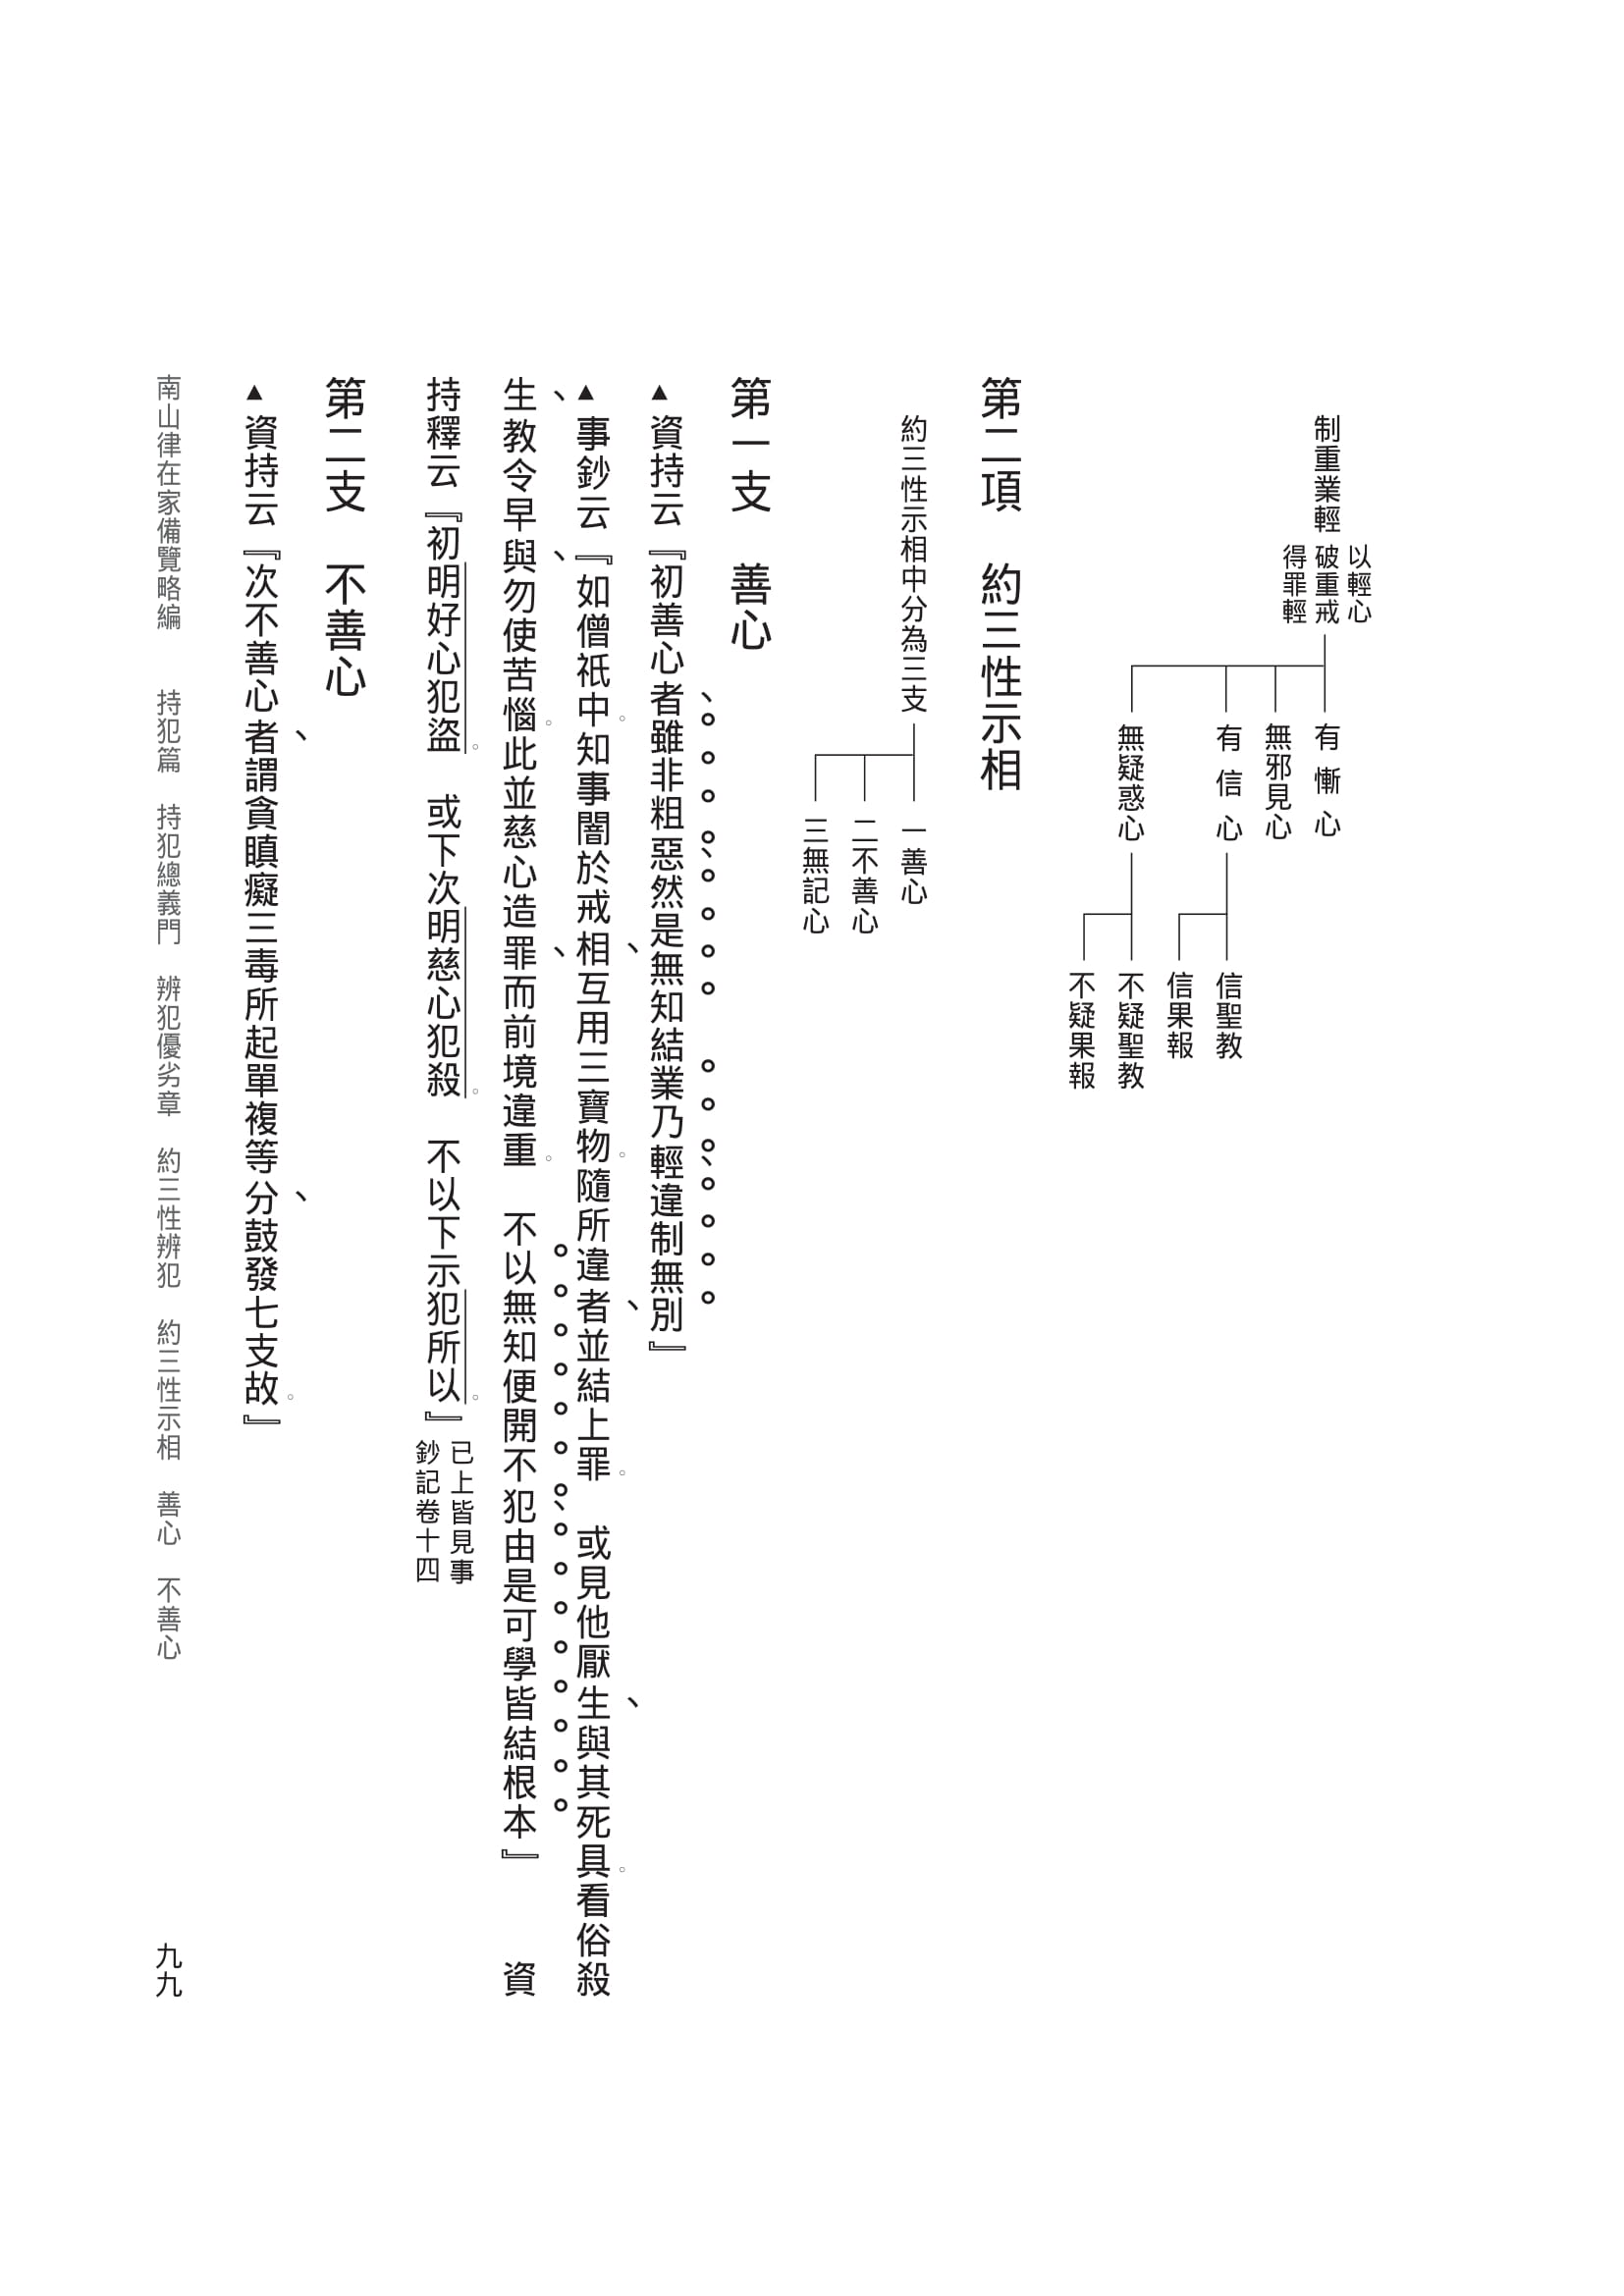 制重業輕
以輕心
破重戒
得罪輕
有慚心
無邪見心
有信心
無疑惑心
信聖教
信果報
不疑聖教
不疑果報
第二項　約三性示相
約三性示相中分為三支
一善心
二不善心
三無記心
第一支　善心
▲資持云『初善心者、雖非粗惡然、是無知結業乃輕、違制無別』
▲事鈔云『如僧祇中。知事闇於戒相、互用三寶物。隨所違者、並結上罪。　或見他厭生、與其死具。看俗殺
生、教令早與、勿使苦惱。此並慈心造罪、而前境違重。　不以無知便開不犯、由是可學皆結根本』　資
持釋云『初明好心犯盜。　或下次明慈心犯殺。　不以下示犯所以。』
已上皆見事
鈔記卷十四
第二支　不善心
▲資持云『次不善心者、謂貪瞋癡三毒所起單複等分、鼓發七支故。』
南山律在家備覽略編　　持犯篇　持犯總義門　辨犯優劣章　約三性辨犯　約三性示相　善心　不善心
九九